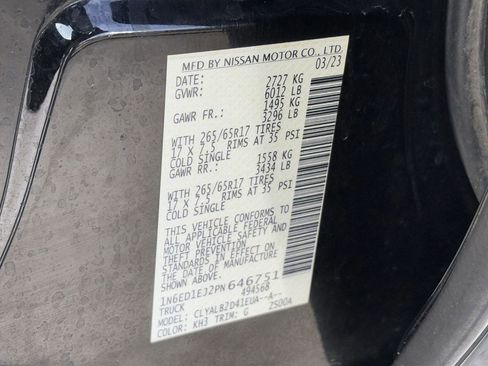 MFD BY NISSAN MOTOR CO., LTD.
DATE: 03/23
GVWR: 2727 KG
6012 LB
GAWR FR.: 1495 KG
3296 LB
WITH 265/65R17 TIRES
17 X 7.5 RIMS AT 35 PSI
COLD SINGLE
GAWR RR.: 1558 KG
3434 LB
WITH 265/65R17 TIRES
17 X 7.5 RIMS AT 35 PSI
COLD SINGLE
THIS VEHICLE CONFORMS TO
ALL APPLICABLE FEDERAL
MOTOR VEHICLE SAFETY AND
THEFT PREVENTION
STANDARDS IN EFFECT ON
THE DATE OF MANUFACTURE
SHOWN ABOVE.
1N6ED1EJ2PN646751
TRUCK 494568
MODEL: CLYALB2D41EUA--A--
COLOR: KH3 TRIM: G 2S00A